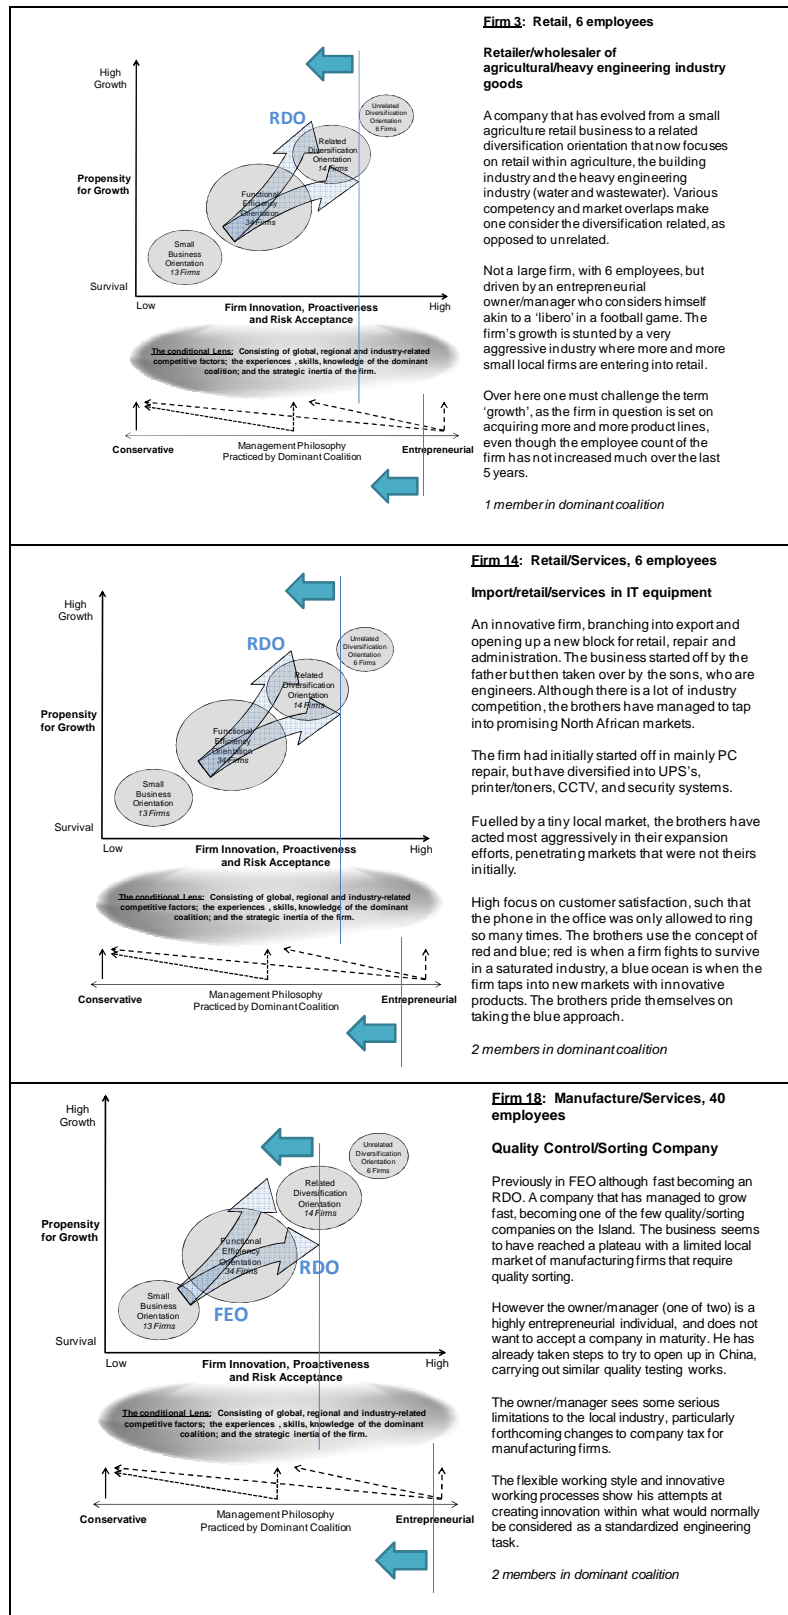 Firm 3: Retail, 6 employees
Retailer/wholesaler of
agricultural/heavy engineering industry
goods
A company that has evolved from a small
agriculture retail business to a related
diversification orientation that now focuses
on retail within agriculture, the building
industry and the heavy engineering
industry (water and wastewater). Various
competency and market overlaps make
one consider the diversification related, as
opposed to unrelated.
Not a large firm, with 6 employees, but
driven by an entrepreneurial
owner/manager who considers himself
akin to a 'libero' in a football game. The
firm's growth is stunted by a very
aggressive industry where more and more
small local firms are entering into retail.
Over here one must challenge the term
'growth', as the firm in question is set on
acquiring more and more product lines,
even though the employee count of the
firm has not increased much over the last
5 years.
1 member in dominant coalition
High
Growth
Propensity
for Growth
Survival
RDO
Unrelated
Diversification
Orientation
6 Firms
Related
Diversification
Orientation
14 Firms
Functional
Efficiency
Orientation
34 Firms
Small
Business
Orientation
13 Firms
Low
Firm Innovation, Proactiveness
and Risk Acceptance
High
The conditional Lens: Consisting of global, regional and industry-related
competitive factors; the experiences , skills, knowledge of the dominant
coalition; and the strategic inertia of the firm.
Conservative
Management Philosophy
Practiced by Dominant Coalition
Entrepreneurial
Firm 14: Retail/Services, 6 employees
Import/retail/services in IT equipment
An innovative firm, branching into export and
opening up a new block for retail, repair and
administration. The business started off by the
father but then taken over by the sons, who are
engineers. Although there is a lot of industry
competition, the brothers have managed to tap
into promising North African markets.
The firm had initially started off in mainly PC
repair, but have diversified into UPS's,
printer/toners, CCTV, and security systems.
Fuelled by a tiny local market, the brothers have
acted most aggressively in their expansion
efforts, penetrating markets that were not theirs
initially.
High focus on customer satisfaction, such that
the phone in the office was only allowed to ring
so many times. The brothers use the concept of
red and blue; red is when a firm fights to survive
in a saturated industry, a blue ocean is when the
firm taps into new markets with innovative
products. The brothers pride themselves on
taking the blue approach.
2 members in dominant coalition
High
Growth
Propensity
for Growth
Survival
RDO
Unrelated
Diversification
Orientation
6 Firms
Related
Diversification
Orientation
14 Firms
Functional
Efficiency
Orientation
34 Firms
Small
Business
Orientation
13 Firms
Low
Firm Innovation, Proactiveness
and Risk Acceptance
High
The conditional Lens: Consisting of global, regional and industry-related
competitive factors; the experiences , skills, knowledge of the dominant
coalition; and the strategic inertia of the firm.
Conservative
Management Philosophy
Practiced by Dominant Coalition
Entrepreneurial
Firm 18: Manufacture/Services, 40
employees
Quality Control/Sorting Company
Previously in FEO although fast becoming an
RDO. A company that has managed to grow
fast, becoming one of the few quality/sorting
companies on the Island. The business seems
to have reached a plateau with a limited local
market of manufacturing firms that require
quality sorting.
However the owner/manager (one of two) is a
highly entrepreneurial individual, and does not
want to accept a company in maturity. He has
already taken steps to try to open up in China,
carrying out similar quality testing works.
The owner/manager sees some serious
limitations to the local industry, particularly
forthcoming changes to company tax for
manufacturing firms.
The flexible working style and innovative
working processes show his attempts at
creating innovation within what would normally
be considered as a standardized engineering
task.
2 members in dominant coalition
High
Growth
Propensity
for Growth
Survival
Unrelated
Diversification
Orientation
6 Firms
Related
Diversification
Orientation
14 Firms
Functional
Efficiency
Orientation
34 Firms
RDO
Small
Business
Orientation
13 Firms
FEO
Low
Firm Innovation, Proactiveness
and Risk Acceptance
High
The conditional Lens: Consisting of global, regional and industry-related
competitive factors; the experiences , skills, knowledge of the dominant
coalition; and the strategic inertia of the firm.
Conservative
Management Philosophy
Practiced by Dominant Coalition
Entrepreneurial